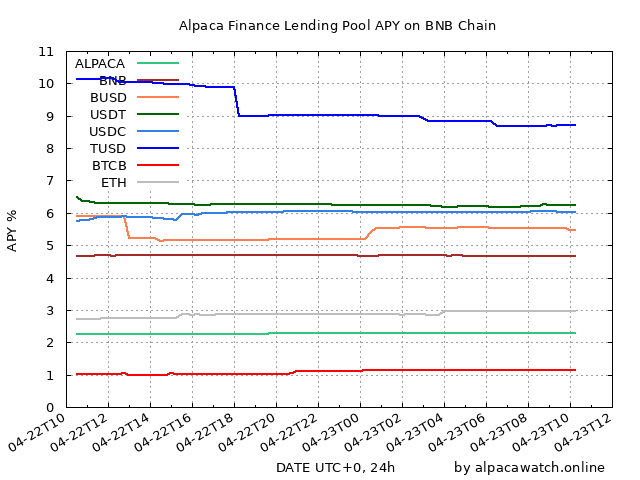 Alpaca Finance Lending Pool APY on BNB Chain
11
10
9
8
7
6
5
4
3
2
1
0
APY %
ALPACA
BNB
BUSD
USDT
USDC
TUSD
BTCB
ETH
04-22T10
04-22T12
04-22T14
04-22T16
04-22T18
04-22T20
04-22T22
04-23T00
04-23T02
04-23T04
04-23T06
04-23T08
04-23T10
04-23T12
DATE UTC+0, 24h
by alpacawatch.online